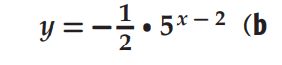 y = −1/2 • 5^(x − 2) (b